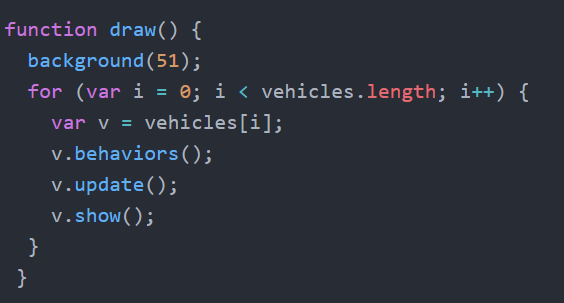 function draw() {
  background(51);
  for (var i = 0; i < vehicles.length; i++) {
    var v = vehicles[i];
    v.behaviors();
    v.update();
    v.show();
  }
 }